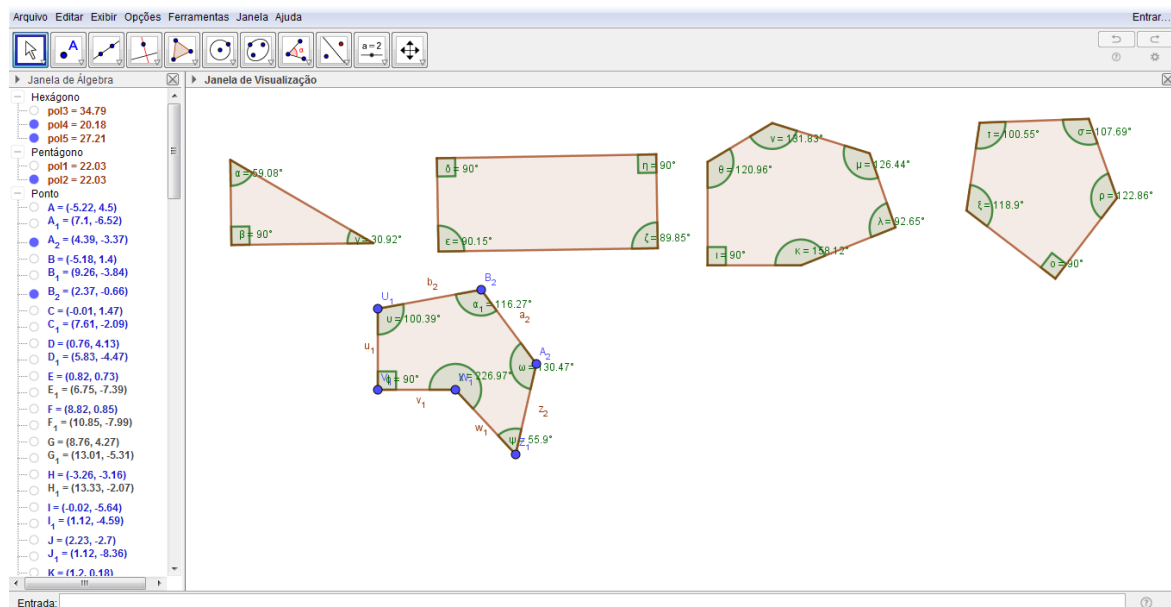 Arquivo Editar Exibir Opções Ferramentas Janela Ajuda
Entrar...
A
α
a = 2
Janela de Álgebra
Janela de Visualização
Hexágono
pol3 = 34.79
pol4 = 20.18
pol5 = 27.21
Pentágono
pol1 = 22.03
pol2 = 22.03
Ponto
A = (-5.22, 4.5)
A₁ = (7.1, -6.52)
A₂ = (4.39, -3.37)
B = (-5.18, 1.4)
B₁ = (9.26, -3.84)
B₂ = (2.37, -0.66)
C = (-0.01, 1.47)
C₁ = (7.61, -2.09)
D = (0.76, 4.13)
D₁ = (5.83, -4.47)
E = (0.82, 0.73)
E₁ = (6.75, -7.39)
F = (8.82, 0.85)
F₁ = (10.85, -7.99)
G = (8.76, 4.27)
G₁ = (13.01, -5.31)
H = (-3.26, -3.16)
H₁ = (13.33, -2.07)
I = (-0.02, -5.64)
I₁ = (1.12, -4.59)
J = (2.23, -2.7)
J₁ = (1.12, -8.36)
K = (1.2, 0.18)
α = 59.08°
β = 90°
γ = 30.92°
δ = 90°
η = 90°
ε = 90.15°
ζ = 89.85°
ν = 131.83°
θ = 120.96°
μ = 126.44°
λ = 92.65°
ι = 90°
κ = 158.12°
τ = 100.55°
σ = 107.69°
ξ = 118.9°
ρ = 122.86°
ο = 90°
U₁
b₂
B₂
α₁ = 116.27°
υ = 100.39°
a₂
u₁
A₂
ω = 130.47°
φ = 90°
226.97°
v₁
z₂
w₁
ψ = 55.9°
Z₁
Entrada: